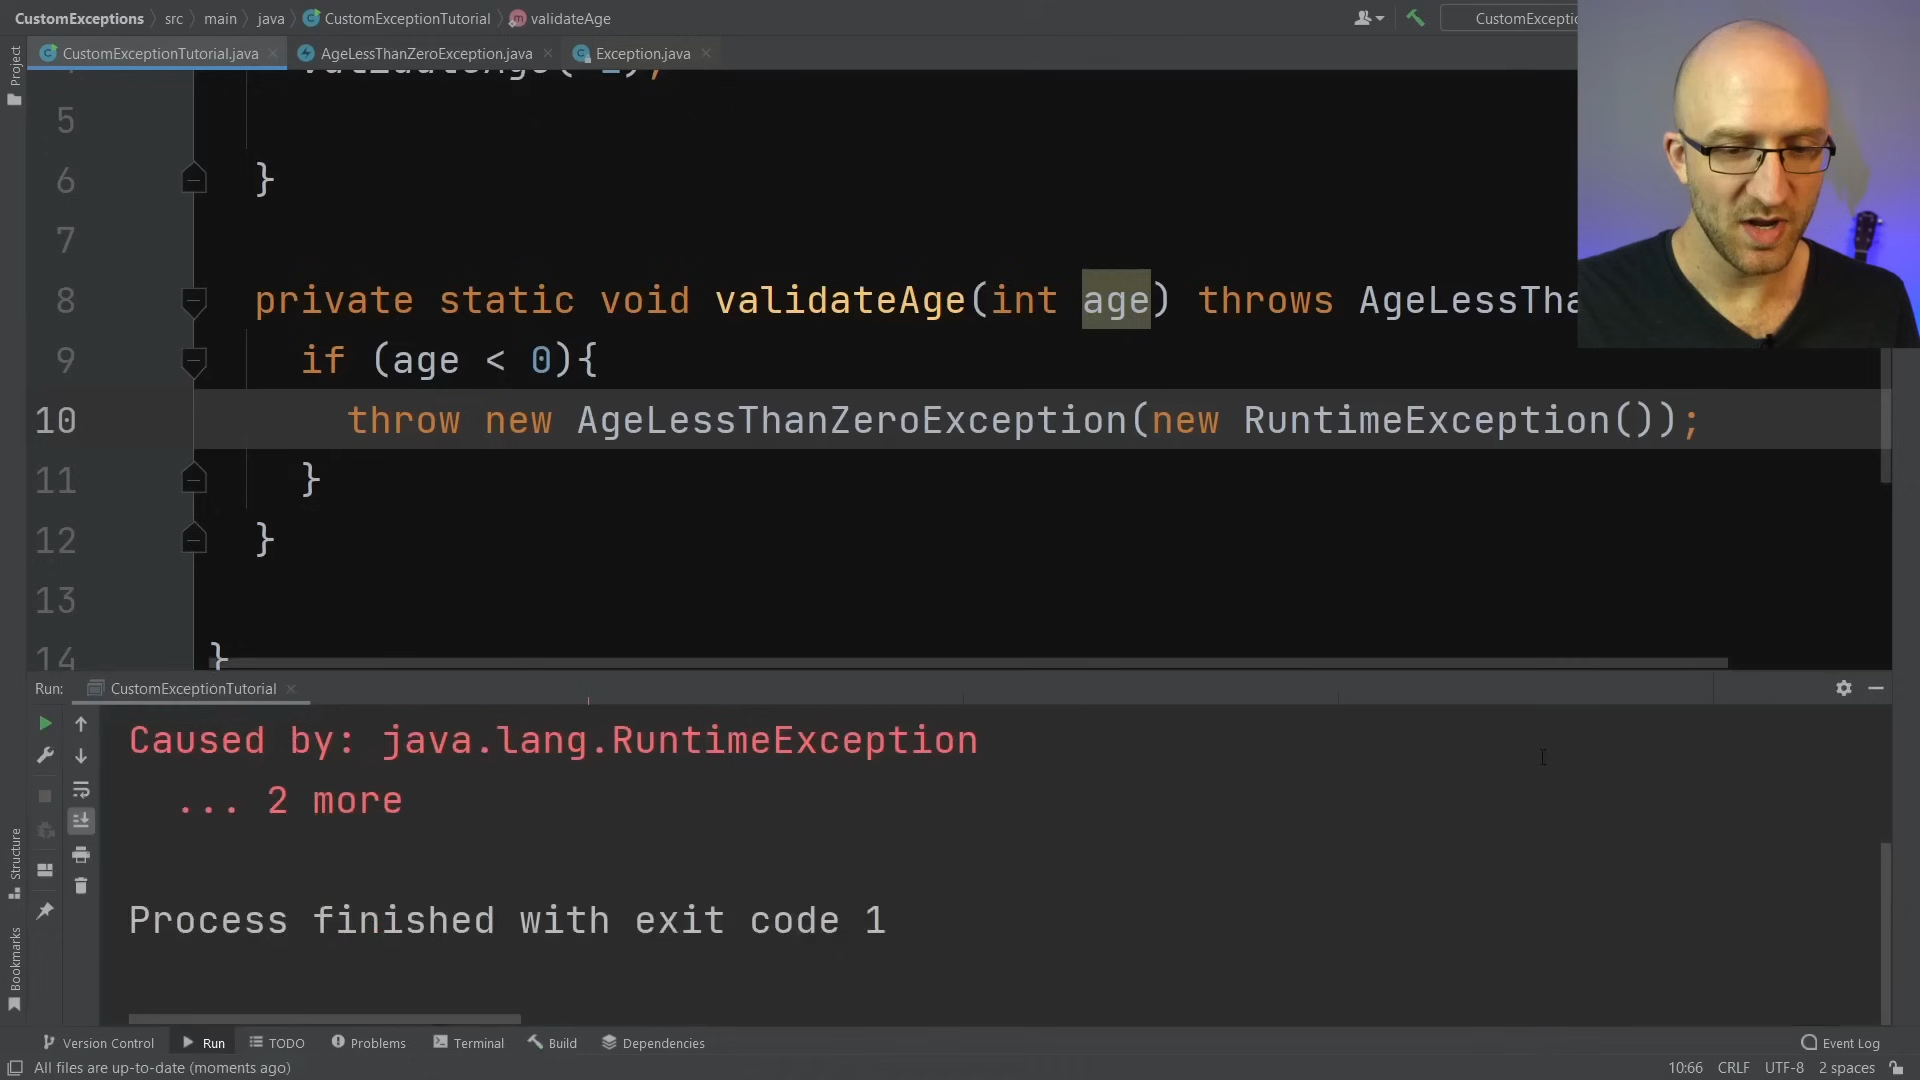 CustomExceptions src main java CustomExceptionTutorial validateAge
CustomExceptio
CustomExceptionTutorial.java AgeLessThanZeroException.java Exception.java
Project
5
6 }
7
8 private static void validateAge(int age) throws AgeLessTha
9 if (age < 0){
10 throw new AgeLessThanZeroException(new RuntimeException());
11 }
12 }
13
14 }
Run: CustomExceptionTutorial
Caused by: java.lang.RuntimeException
... 2 more
Process finished with exit code 1
Structure
Bookmarks
Version Control Run TODO Problems Terminal Build Dependencies Event Log
All files are up-to-date (moments ago) 10:66 CRLF UTF-8 2 spaces